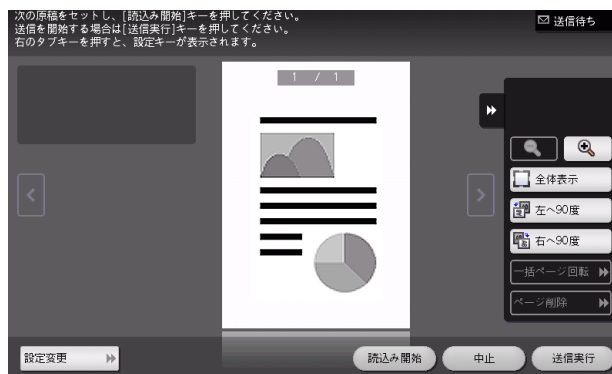 次の原稿をセットし、[読込み開始]キーを押してください。
送信を開始する場合は[送信実行]キーを押してください。
右のタブキーを押すと、設定キーが表示されます。
送信待ち
1 / 1
全体表示
左へ90度
右へ90度
一括ページ回転
ページ削除
設定変更
読込み開始
中止
送信実行